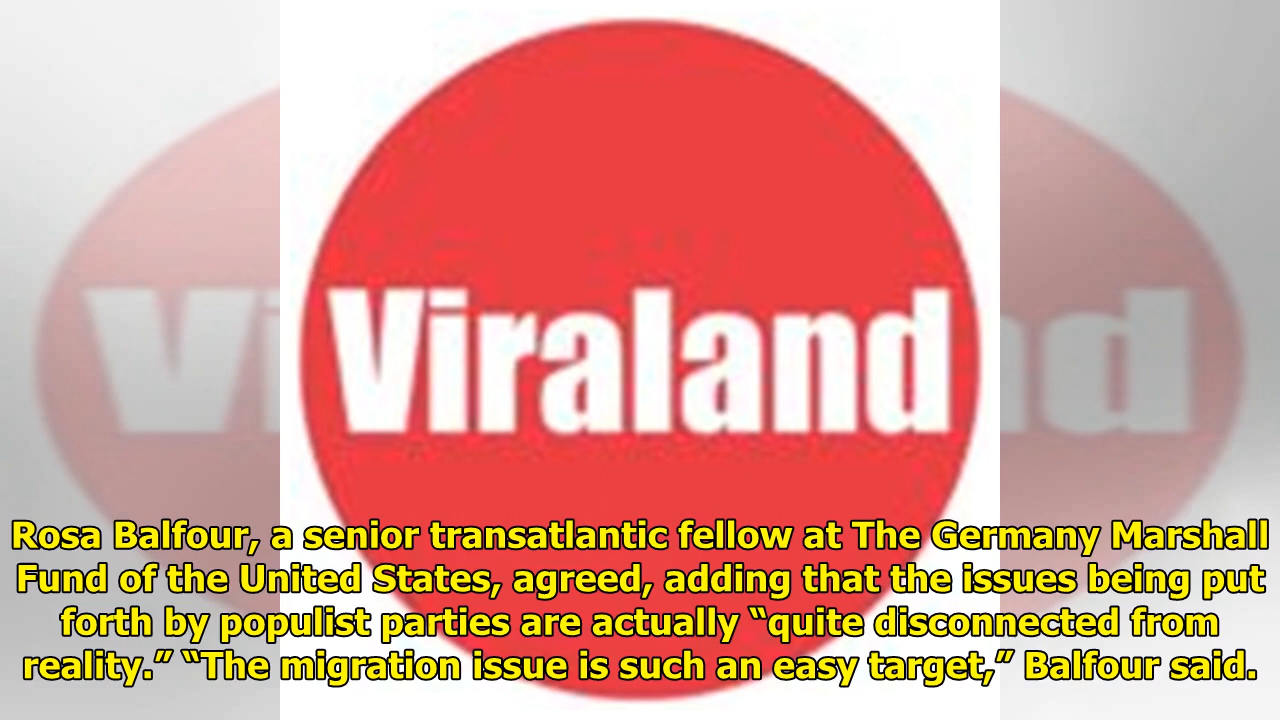 Viraland
Rosa Balfour, a senior transatlantic fellow at The Germany Marshall
Fund of the United States, agreed, adding that the issues being put
forth by populist parties are actually “quite disconnected from
reality.” “The migration issue is such an easy target,” Balfour said.